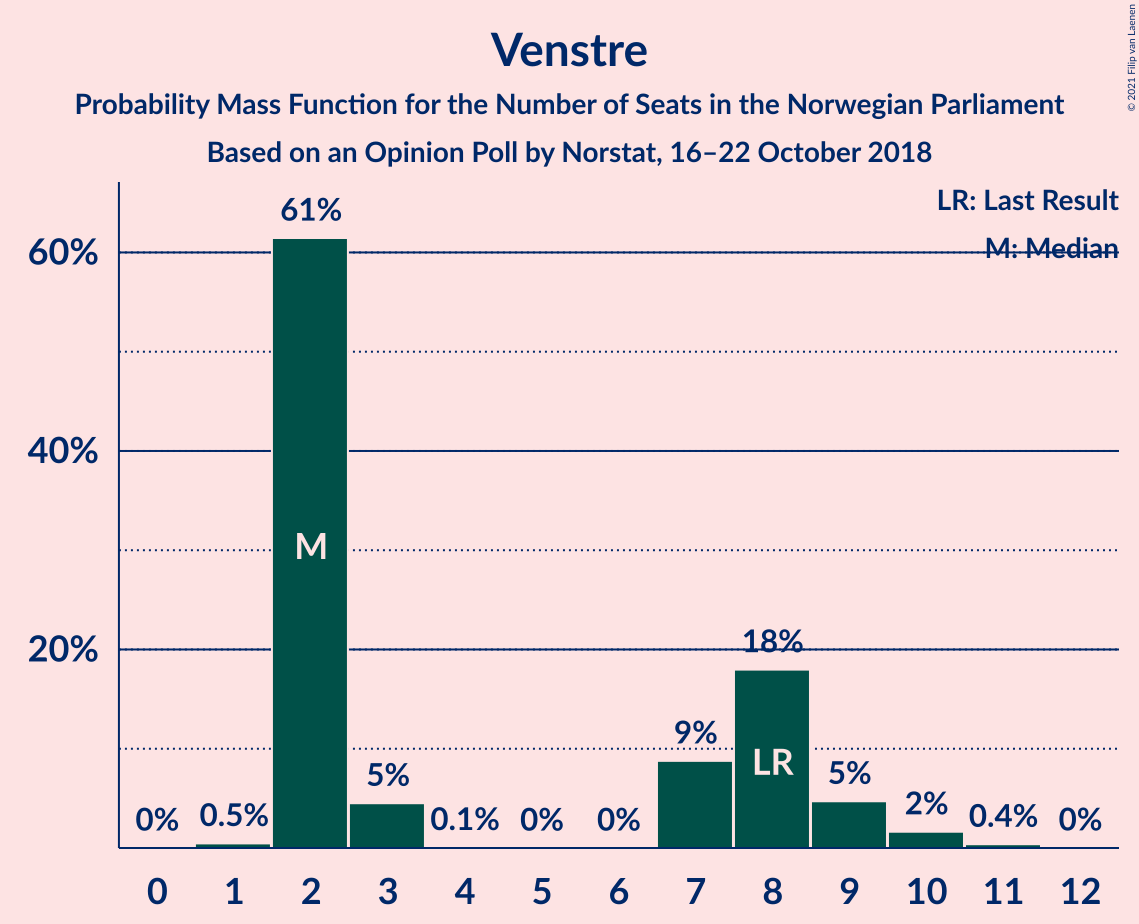 Venstre
Probability Mass Function for the Number of Seats in the Norwegian Parliament
Based on an Opinion Poll by Norstat, 16–22 October 2018
© 2021 Filip van Laenen
LR: Last Result
M: Median
60%
40%
20%
0%
0.5%
61%
5%
0.1%
0%
0%
9%
18%
5%
2%
0.4%
0%
M
LR
0 1 2 3 4 5 6 7 8 9 10 11 12